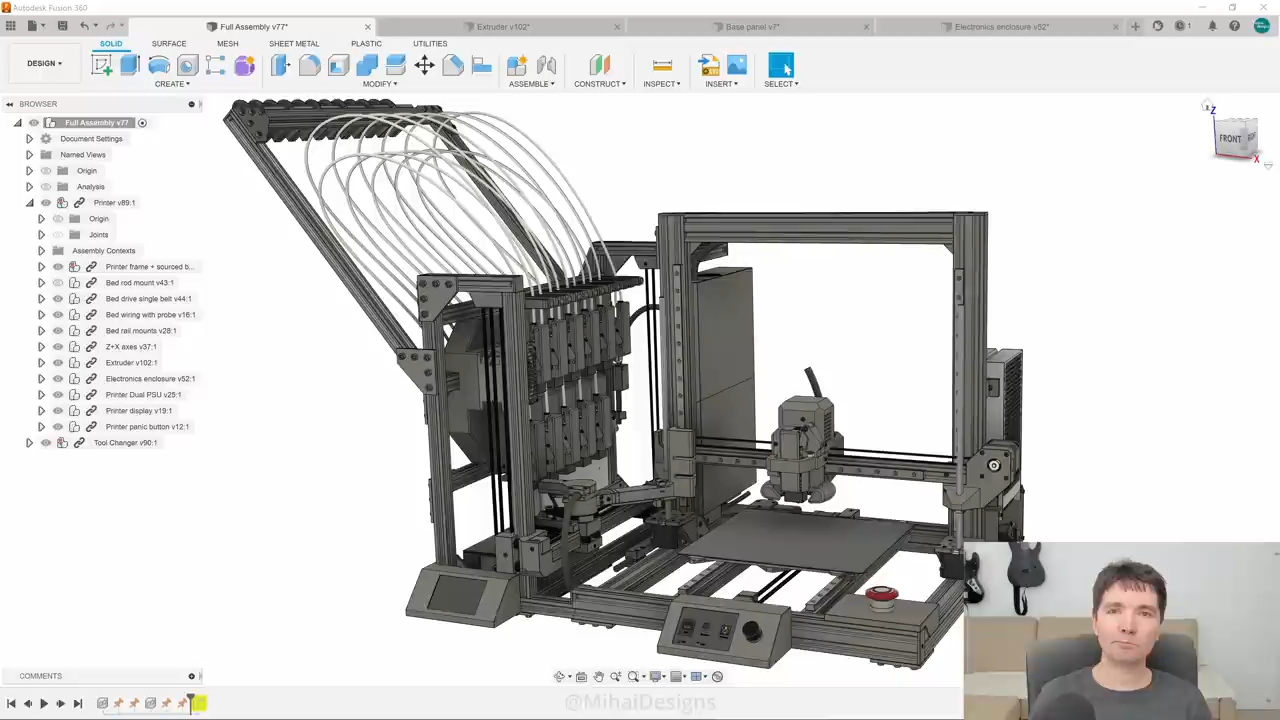 Autodesk Fusion 360
Full Assembly v77*
Extruder v102*
Base panel v7*
Electronics enclosure v52*
1
DESIGN
SOLID
SURFACE
MESH
SHEET METAL
PLASTIC
UTILITIES
CREATE
MODIFY
ASSEMBLE
CONSTRUCT
INSPECT
INSERT
SELECT
BROWSER
Full Assembly v77
Document Settings
Named Views
Origin
Analysis
Printer v89:1
Origin
Joints
Assembly Contexts
Printer frame + sourced b...
Bed rod mount v43:1
Bed drive single belt v44:1
Bed wiring with probe v16:1
Bed rail mounts v28:1
Z+X axes v37:1
Extruder v102:1
Electronics enclosure v52:1
Printer Dual PSU v25:1
Printer display v19:1
Printer panic button v12:1
Tool Changer v90:1
Z
FRONT
X
COMMENTS
@MihaiDesigns